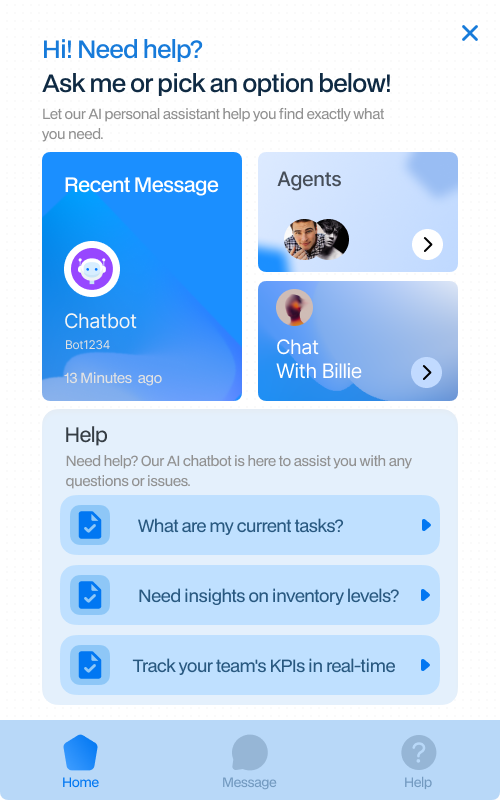 Hi! Need help?
Ask me or pick an option below!
Let our AI personal assistant help you find exactly what
you need.
Recent Message
Chatbot
Bot1234
13 Minutes ago
Agents
Chat
With Billie
Help
Need help? Our AI chatbot is here to assist you with any
questions or issues.
What are my current tasks?
Need insights on inventory levels?
Track your team's KPIs in real-time
Home
Message
Help